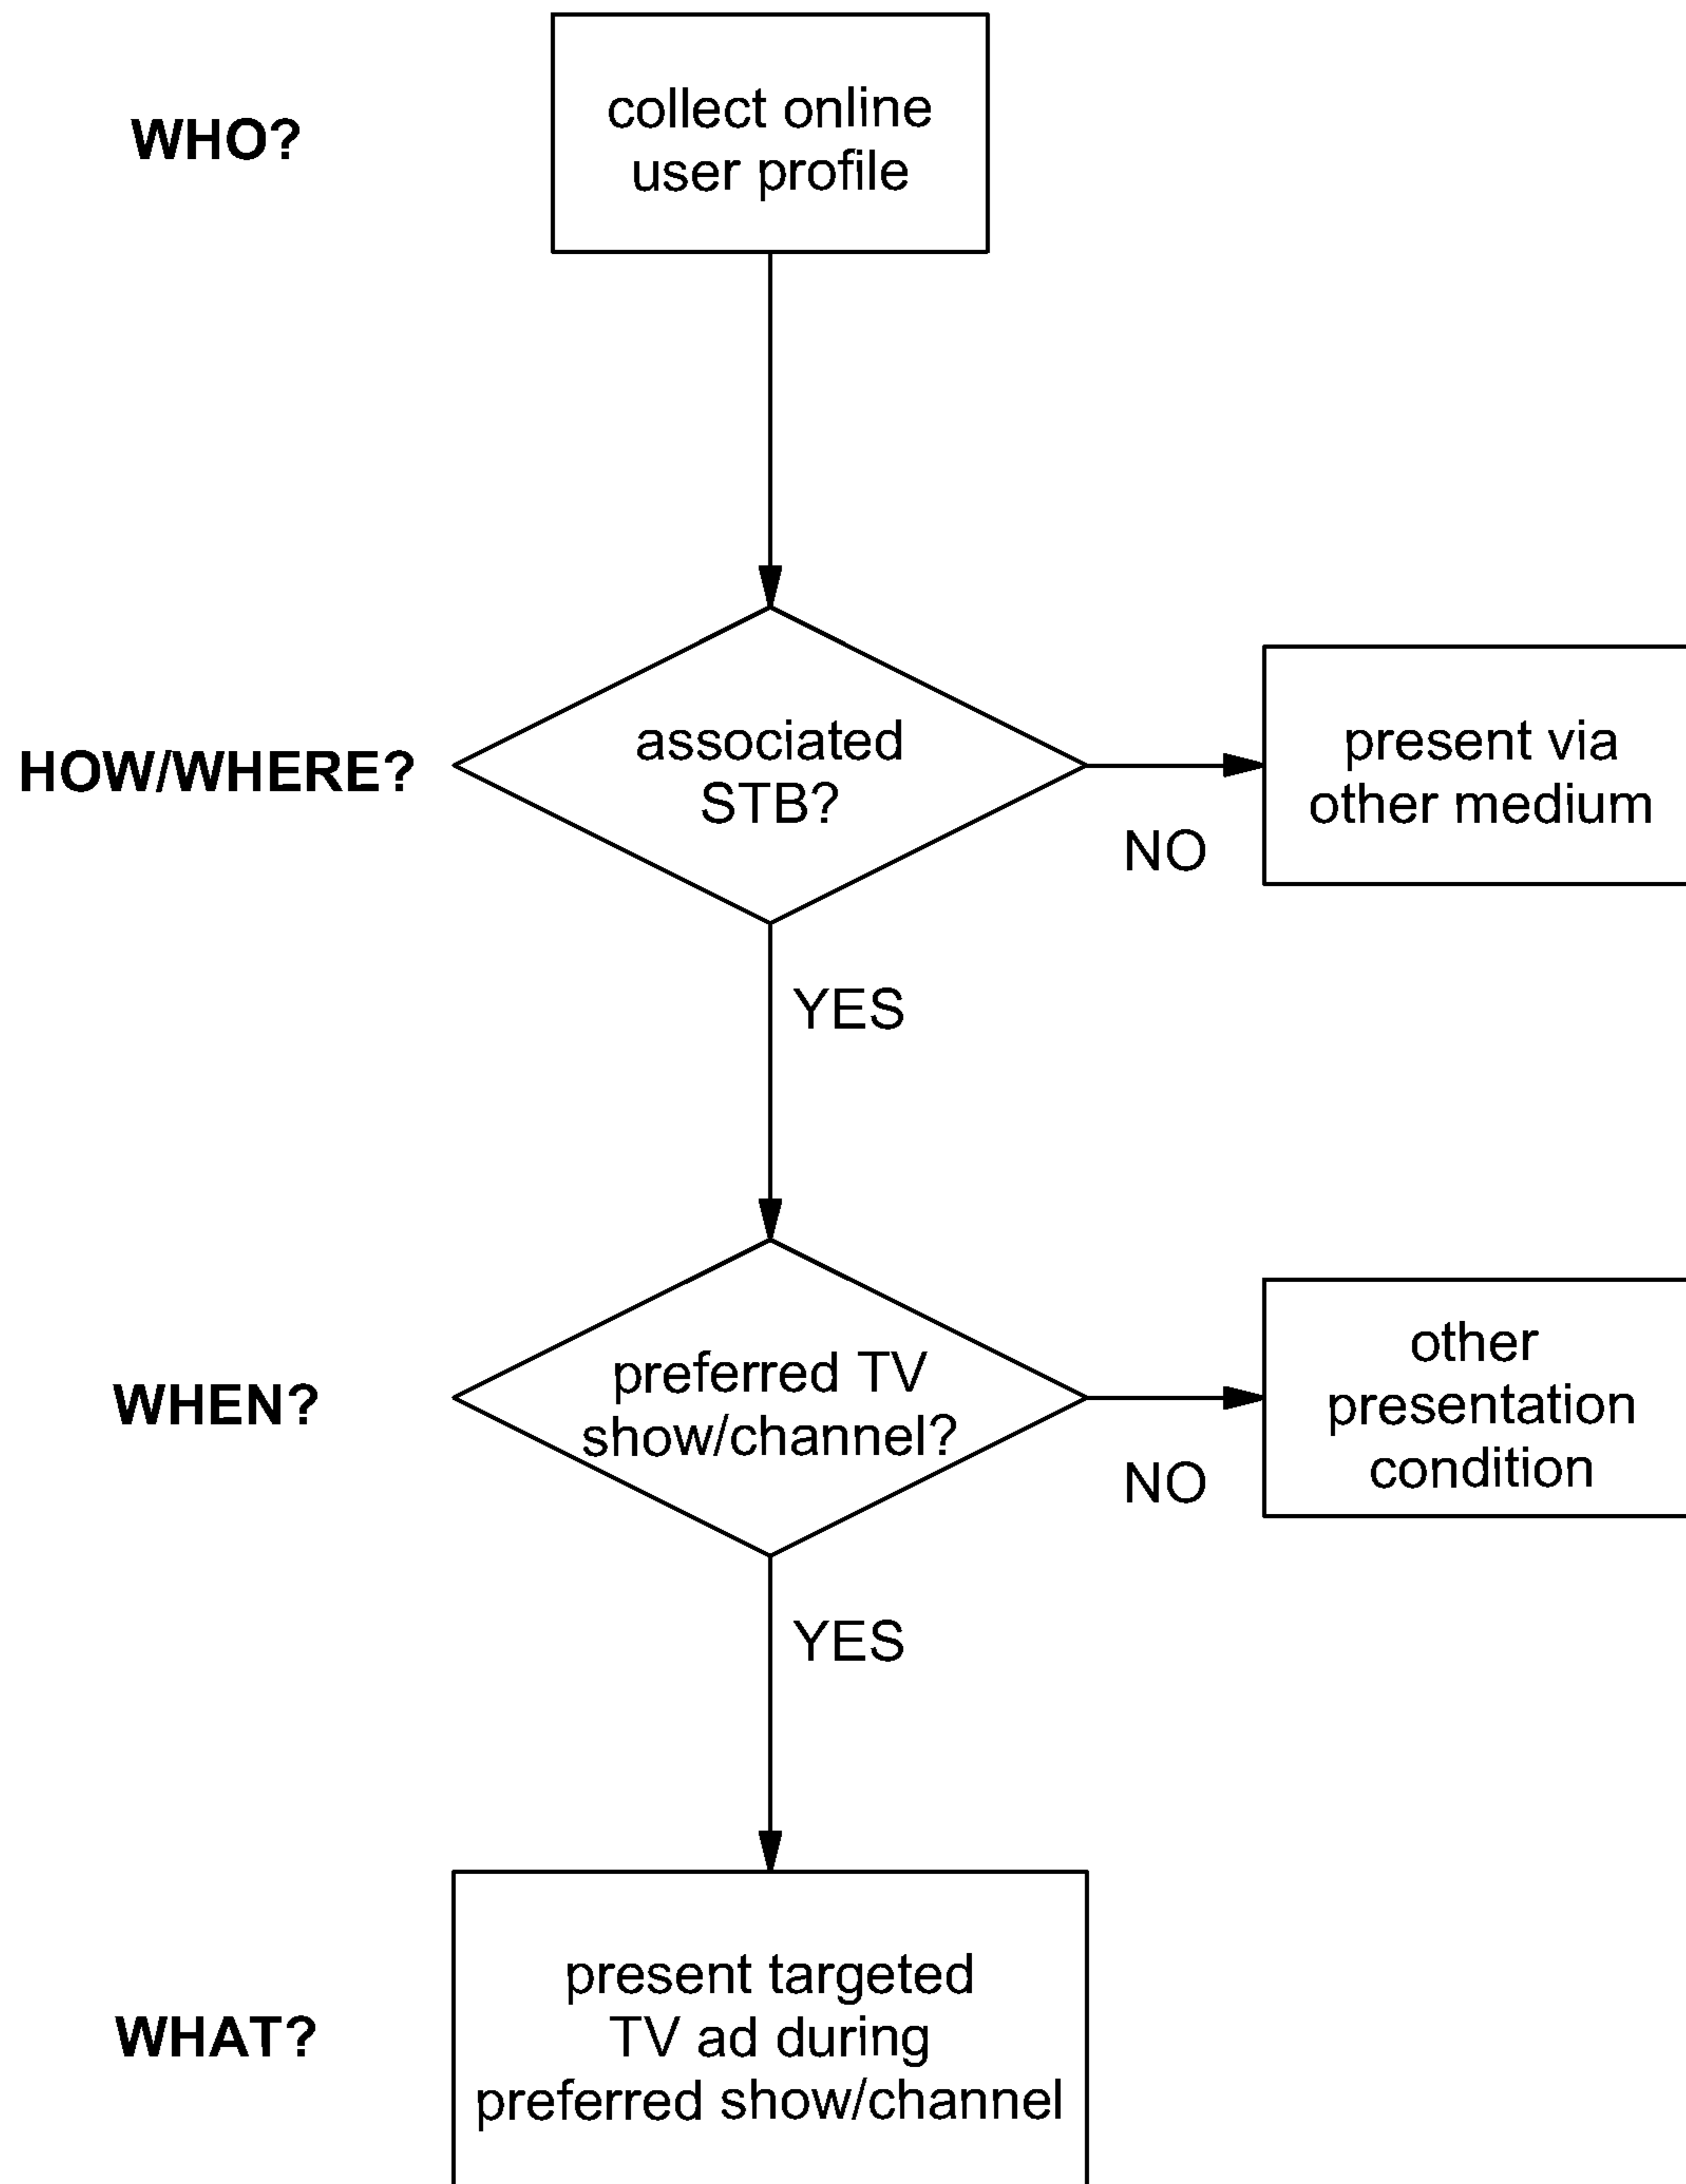 WHO?
collect online
user profile
HOW/WHERE?
associated
STB?
NO
present via
other medium
YES
WHEN?
preferred TV
show/channel?
NO
other
presentation
condition
YES
WHAT?
present targeted
TV ad during
preferred show/channel